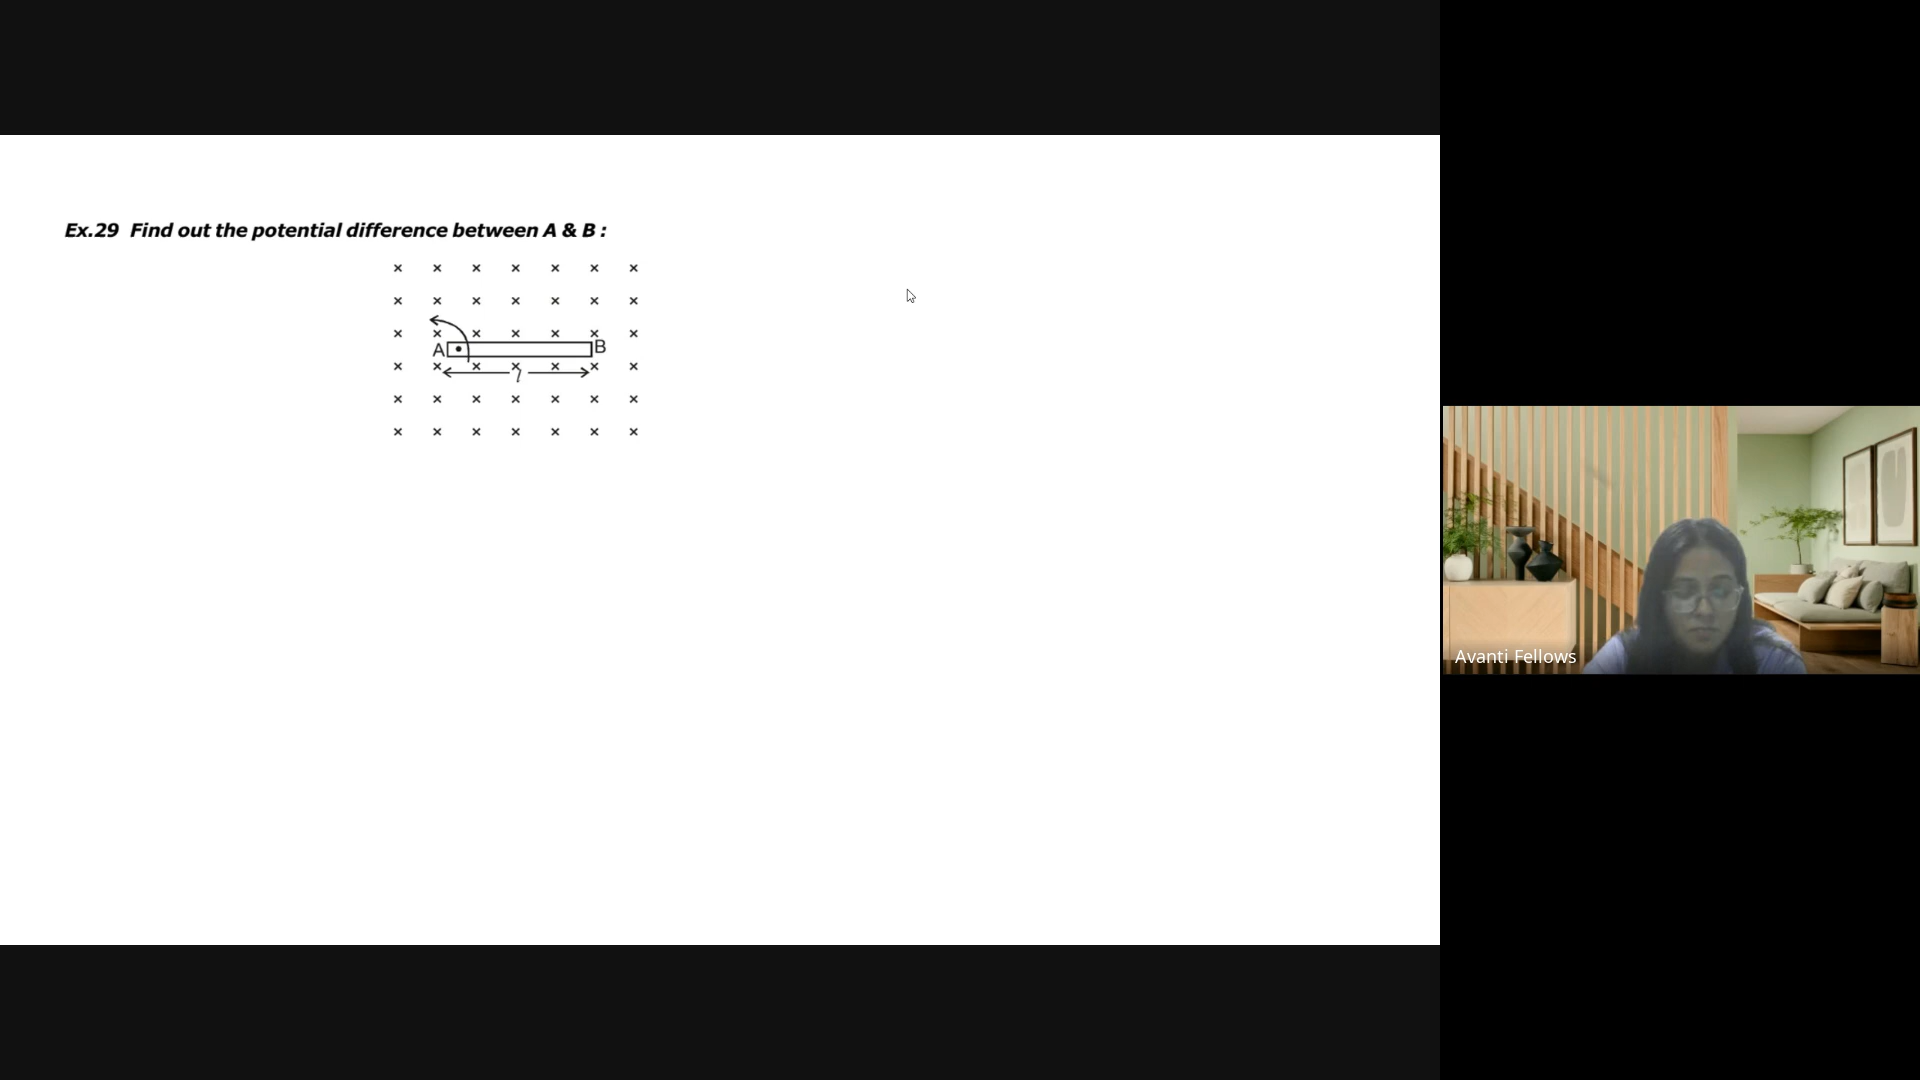 Ex.29 Find out the potential difference between A & B :
× × × × × × ×
× × × × × × ×
× × × × × × ×
A B
× × × × × × ×
l
× × × × × × ×
× × × × × × ×
Avanti Fellows